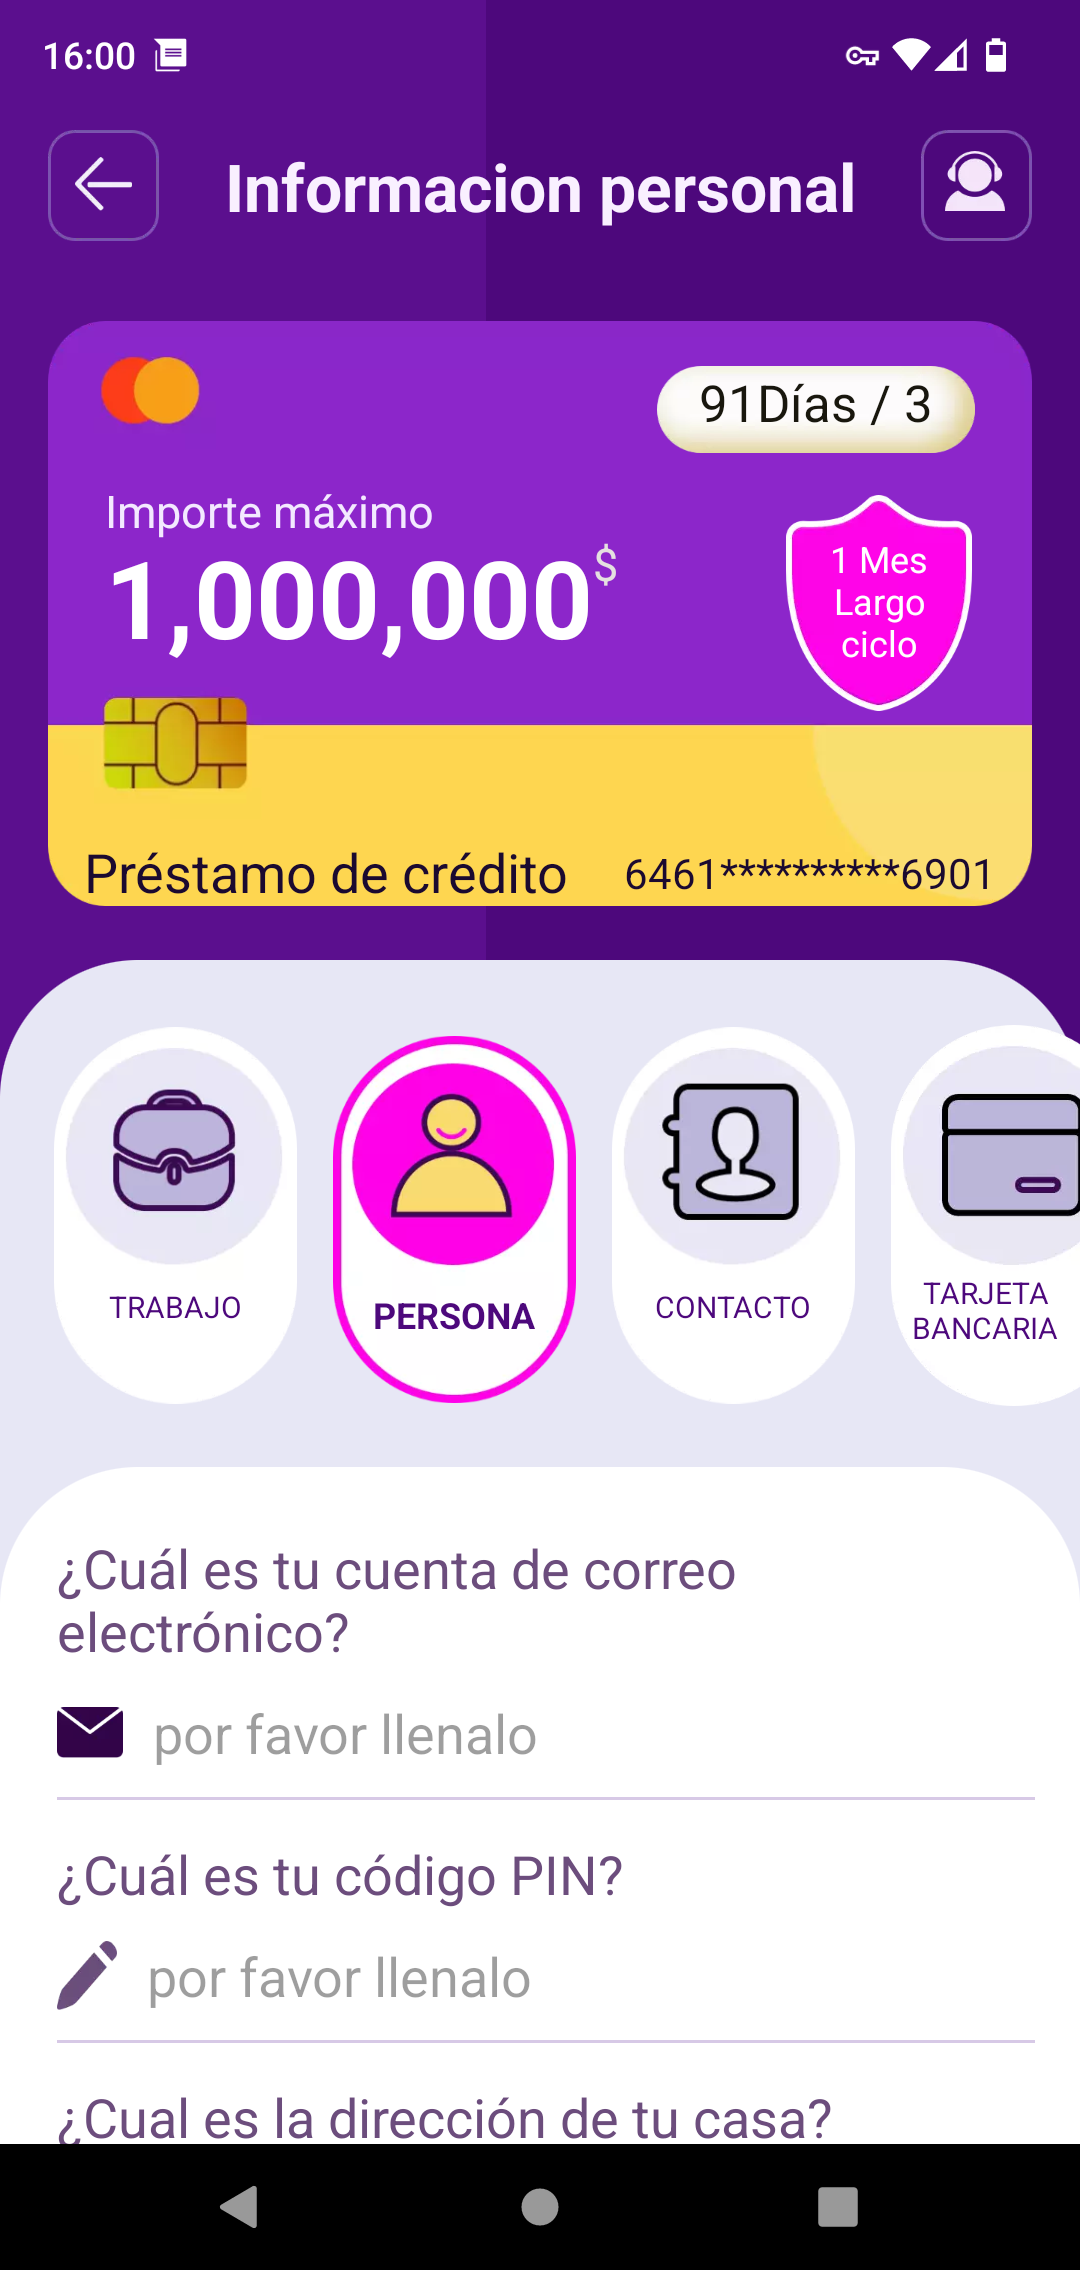 16:00
Informacion personal
91Días / 3
Importe máximo
1,000,000$
1 Mes
Largo
ciclo
Préstamo de crédito
6461**********6901
TRABAJO
PERSONA
CONTACTO
TARJETA
BANCARIA
¿Cuál es tu cuenta de correo
electrónico?
por favor llenalo
¿Cuál es tu código PIN?
por favor llenalo
¿Cual es la dirección de tu casa?